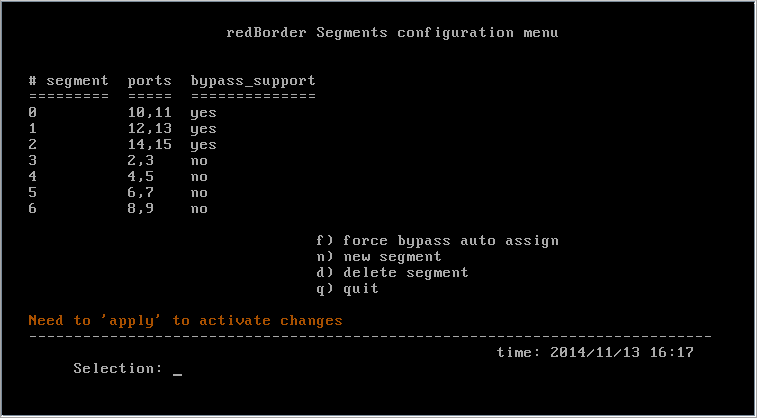 redBorder Segments configuration menu
# segment  ports  bypass_support
=========  =====  ==============
0          10,11  yes
1          12,13  yes
2          14,15  yes
3          2,3    no
4          4,5    no
5          6,7    no
6          8,9    no
f) force bypass auto assign
n) new segment
d) delete segment
q) quit
Need to 'apply' to activate changes
----------------------------------------------------------------------------
time: 2014/11/13 16:17
Selection: _